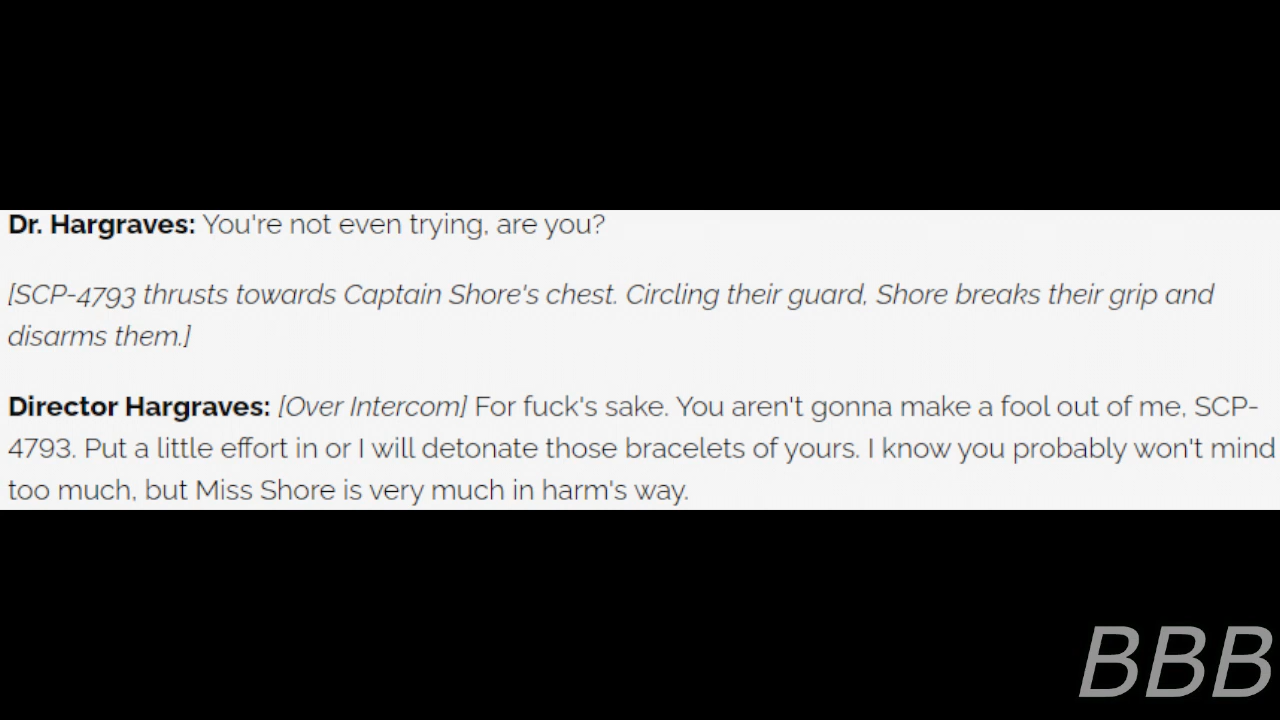 Dr. Hargraves: You're not even trying, are you?
[SCP-4793 thrusts towards Captain Shore's chest. Circling their guard, Shore breaks their grip and
disarms them.]
Director Hargraves: [Over Intercom] For fuck's sake. You aren't gonna make a fool out of me, SCP-
4793. Put a little effort in or I will detonate those bracelets of yours. I know you probably won't mind
too much, but Miss Shore is very much in harm's way.
BBB